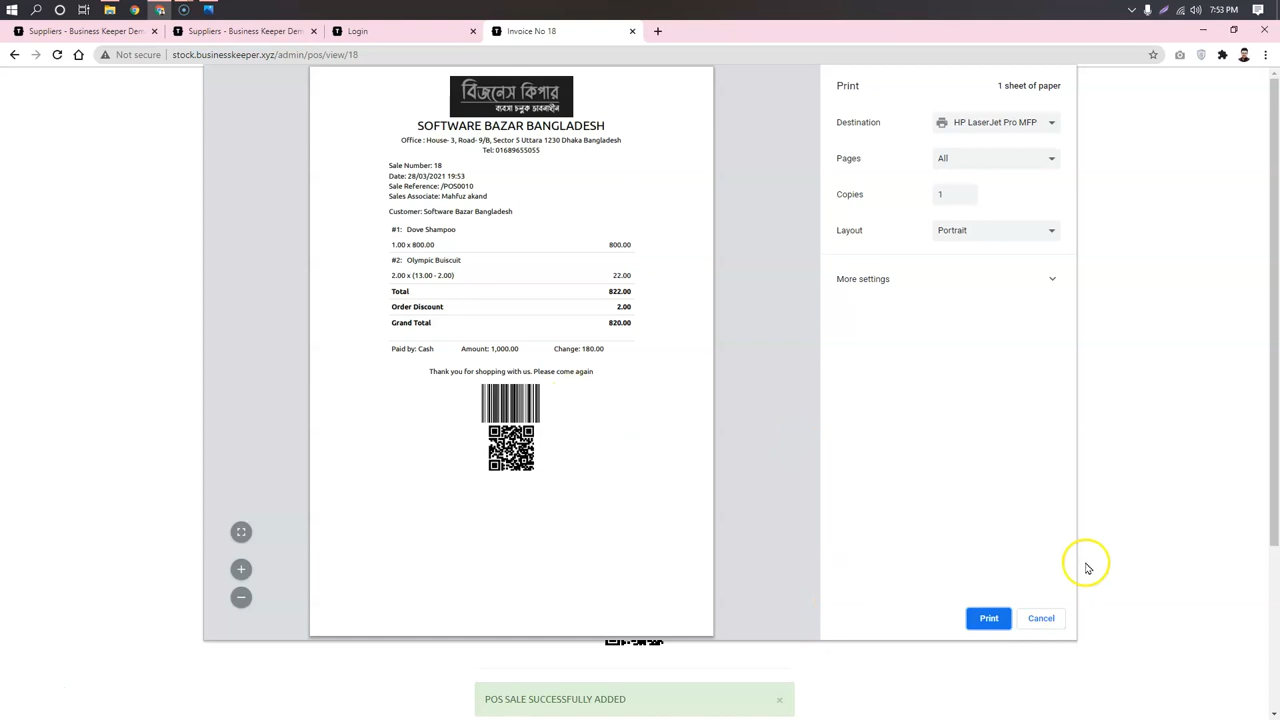 7:53 PM
Suppliers - Business Keeper Dem
Suppliers - Business Keeper Dem
Login
Invoice No 18
Not secure
stock.businesskeeper.xyz/admin/pos/view/18
বিজনেস কিপার
ব্যবসা চলুক ভাবনাহীন
SOFTWARE BAZAR BANGLADESH
Office : House- 3, Road- 9/B, Sector 5 Uttara 1230 Dhaka Bangladesh
Tel: 01689655055
Sale Number: 18
Date: 28/03/2021 19:53
Sale Reference: /POS0010
Sales Associate: Mahfuz akand
Customer: Software Bazar Bangladesh
#1: Dove Shampoo
1.00 x 800.00 800.00
#2: Olympic Buiscuit
2.00 x (13.00 - 2.00) 22.00
Total 822.00
Order Discount 2.00
Grand Total 820.00
Paid by: Cash Amount: 1,000.00 Change: 180.00
Thank you for shopping with us. Please come again
Print 1 sheet of paper
Destination HP LaserJet Pro MFP
Pages All
Copies 1
Layout Portrait
More settings
Print Cancel
POS SALE SUCCESSFULLY ADDED ×